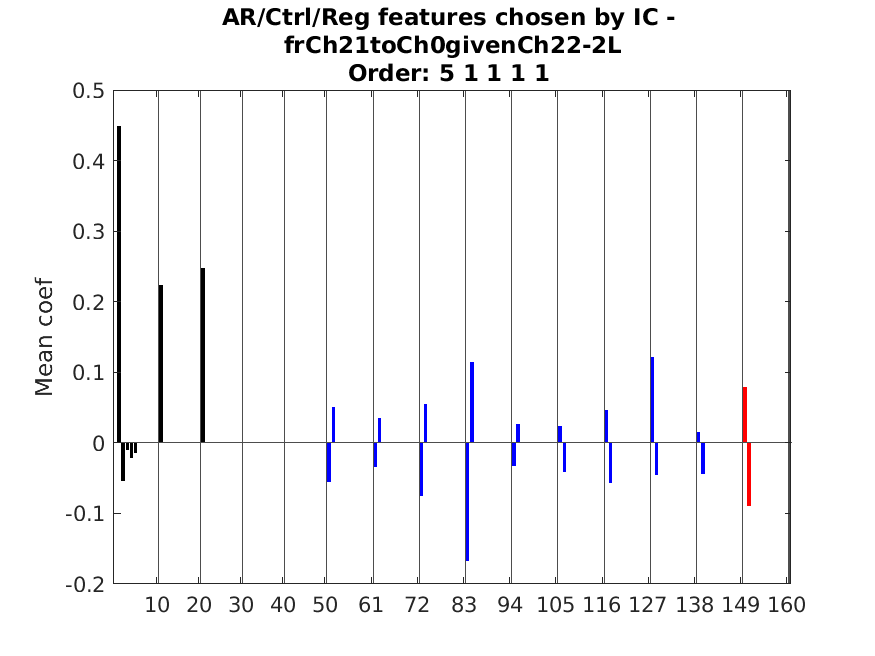 AR/Ctrl/Reg features chosen by IC -
frCh21toCh0givenCh22-2L
Order: 5 1 1 1 1
0.5
0.4
0.3
0.2
0.1
0
-0.1
-0.2
Mean coef
10 20 30 40 50 61 72 83 94 105 116 127 138 149 160